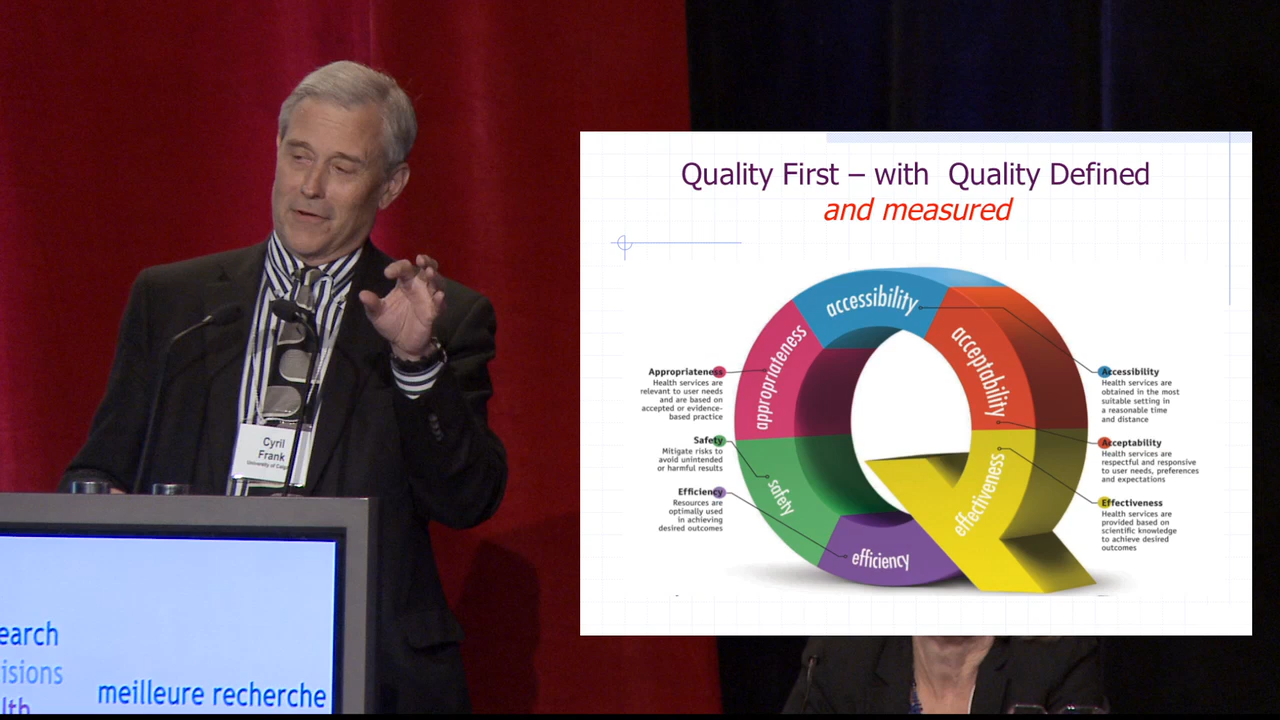 Cyril
Frank
University of Calg
earch
isions
lth
meilleure recherche
Quality First – with Quality Defined
and measured
accessibility
appropriateness
acceptability
safety
effectiveness
efficiency
Appropriateness
Health services are
relevant to user needs
and are based on
accepted or evidence-
based practice
Safety
Mitigate risks to
avoid unintended
or harmful results
Efficiency
Resources are
optimally used
in achieving
desired outcomes
Accessibility
Health services are
obtained in the most
suitable setting in
a reasonable time
and distance
Acceptability
Health services are
respectful and responsive
to user needs, preferences
and expectations
Effectiveness
Health services are
provided based on
scientific knowledge
to achieve desired
outcomes